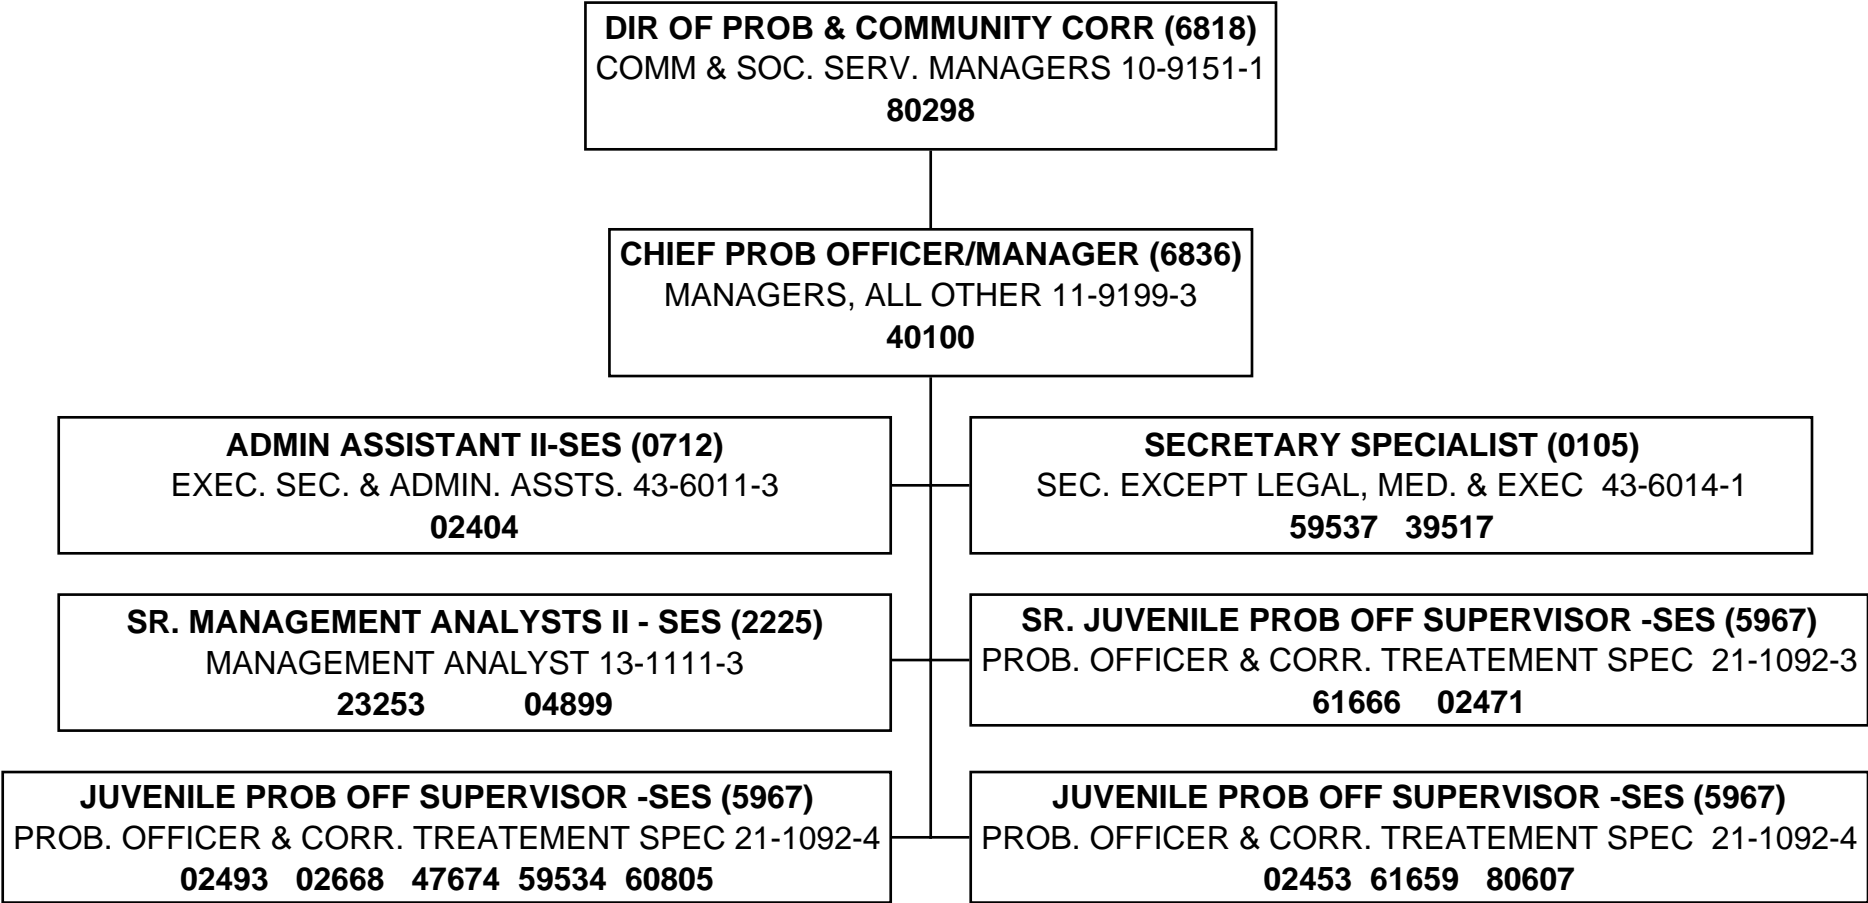 DIR OF PROB & COMMUNITY CORR (6818)
COMM & SOC. SERV. MANAGERS 10-9151-1
80298
CHIEF PROB OFFICER/MANAGER (6836)
MANAGERS, ALL OTHER 11-9199-3
40100
ADMIN ASSISTANT II-SES (0712)
EXEC. SEC. & ADMIN. ASSTS. 43-6011-3
02404
SECRETARY SPECIALIST (0105)
SEC. EXCEPT LEGAL, MED. & EXEC 43-6014-1
59537 39517
SR. MANAGEMENT ANALYSTS II - SES (2225)
MANAGEMENT ANALYST 13-1111-3
23253 04899
SR. JUVENILE PROB OFF SUPERVISOR -SES (5967)
PROB. OFFICER & CORR. TREATEMENT SPEC 21-1092-3
61666 02471
JUVENILE PROB OFF SUPERVISOR -SES (5967)
PROB. OFFICER & CORR. TREATEMENT SPEC 21-1092-4
02493 02668 47674 59534 60805
JUVENILE PROB OFF SUPERVISOR -SES (5967)
PROB. OFFICER & CORR. TREATEMENT SPEC 21-1092-4
02453 61659 80607